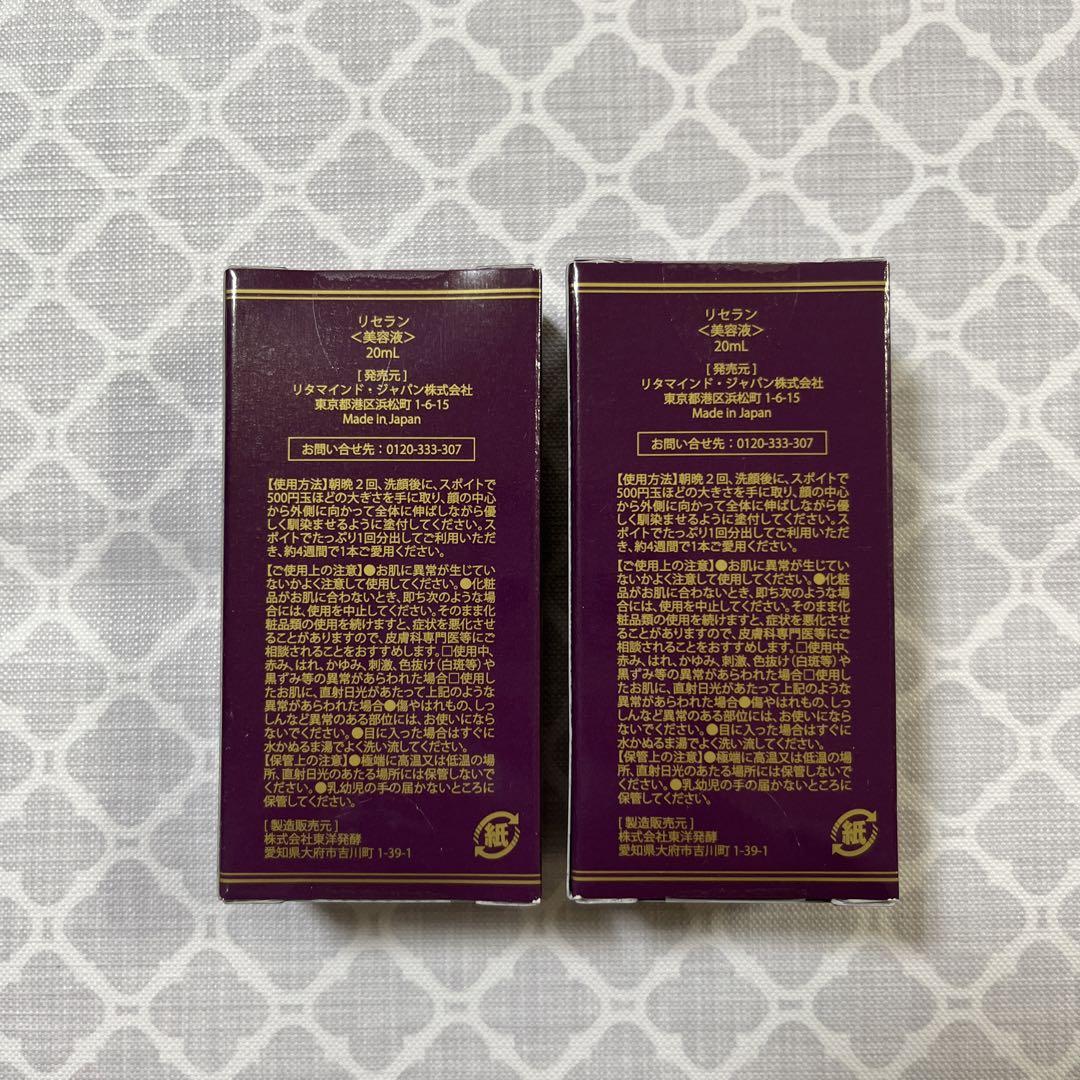 リセラン
＜美容液＞
20mL
[ 発売元 ]
リタマインド・ジャパン株式会社
東京都港区浜松町 1-6-15
Made in Japan
お問い合せ先：0120-333-307
【使用方法】朝晩２回、洗顔後に、スポイトで
500円玉ほどの大きさを手に取り、顔の中心
から外側に向かって全体に伸ばしながら優
しく馴染ませるように塗付してください。ス
ポイトでたっぷり1回分出してご利用いただ
き、約4週間で1本ご愛用ください。
【ご使用上の注意】●お肌に異常が生じてい
ないかよく注意して使用してください。●化粧
品がお肌に合わないとき、即ち次のような場
合には、使用を中止してください。そのまま化
粧品類の使用を続けますと、症状を悪化させ
ることがありますので、皮膚科専門医等にご
相談されることをおすすめします。□使用中、
赤み、はれ、かゆみ、刺激、色抜け（白斑等）や
黒ずみ等の異常があらわれた場合□使用し
たお肌に、直射日光があたって上記のような
異常があらわれた場合●傷やはれもの、しっ
しんなど異常のある部位には、お使いになら
ないでください。●目に入った場合はすぐに
水かぬるま湯でよく洗い流してください。
【保管上の注意】●極端に高温又は低温の場
所、直射日光のあたる場所には保管しないで
ください。●乳幼児の手の届かないところに
保管してください。
[ 製造販売元 ]
株式会社東洋発酵
愛知県大府市吉川町 1-39-1
紙
リセラン
＜美容液＞
20mL
[ 発売元 ]
リタマインド・ジャパン株式会社
東京都港区浜松町 1-6-15
Made in Japan
お問い合せ先：0120-333-307
【使用方法】朝晩２回、洗顔後に、スポイトで
500円玉ほどの大きさを手に取り、顔の中心
から外側に向かって全体に伸ばしながら優
しく馴染ませるように塗付してください。ス
ポイトでたっぷり1回分出してご利用いただ
き、約4週間で1本ご愛用ください。
【ご使用上の注意】●お肌に異常が生じてい
ないかよく注意して使用してください。●化粧
品がお肌に合わないとき、即ち次のような場
合には、使用を中止してください。そのまま化
粧品類の使用を続けますと、症状を悪化させ
ることがありますので、皮膚科専門医等にご
相談されることをおすすめします。□使用中、
赤み、はれ、かゆみ、刺激、色抜け（白斑等）や
黒ずみ等の異常があらわれた場合□使用し
たお肌に、直射日光があたって上記のような
異常があらわれた場合●傷やはれもの、しっ
しんなど異常のある部位には、お使いになら
ないでください。●目に入った場合はすぐに
水かぬるま湯でよく洗い流してください。
【保管上の注意】●極端に高温又は低温の場
所、直射日光のあたる場所には保管しないで
ください。●乳幼児の手の届かないところに
保管してください。
[ 製造販売元 ]
株式会社東洋発酵
愛知県大府市吉川町 1-39-1
紙